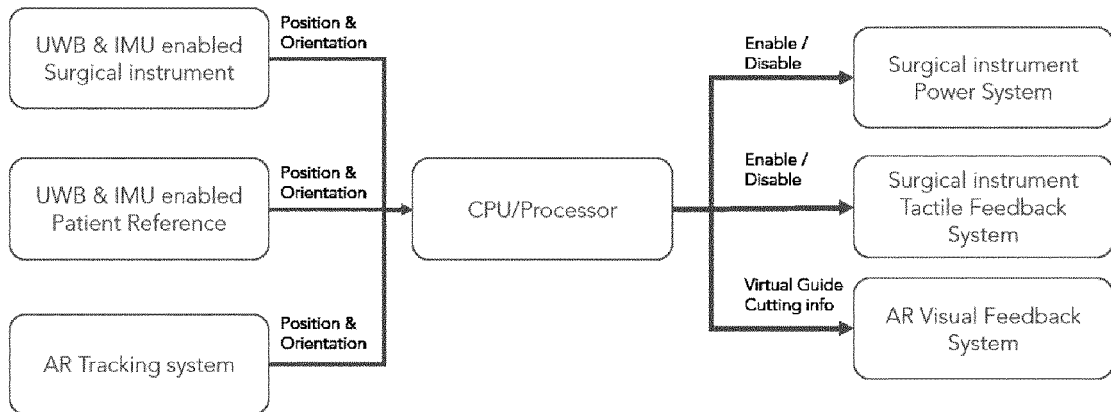 UWB & IMU enabled
Surgical instrument
Position &
Orientation
UWB & IMU enabled
Patient Reference
Position &
Orientation
AR Tracking system
Position &
Orientation
CPU/Processor
Enable /
Disable
Surgical instrument
Power System
Enable /
Disable
Surgical instrument
Tactile Feedback
System
Virtual Guide
Cutting info
AR Visual Feedback
System